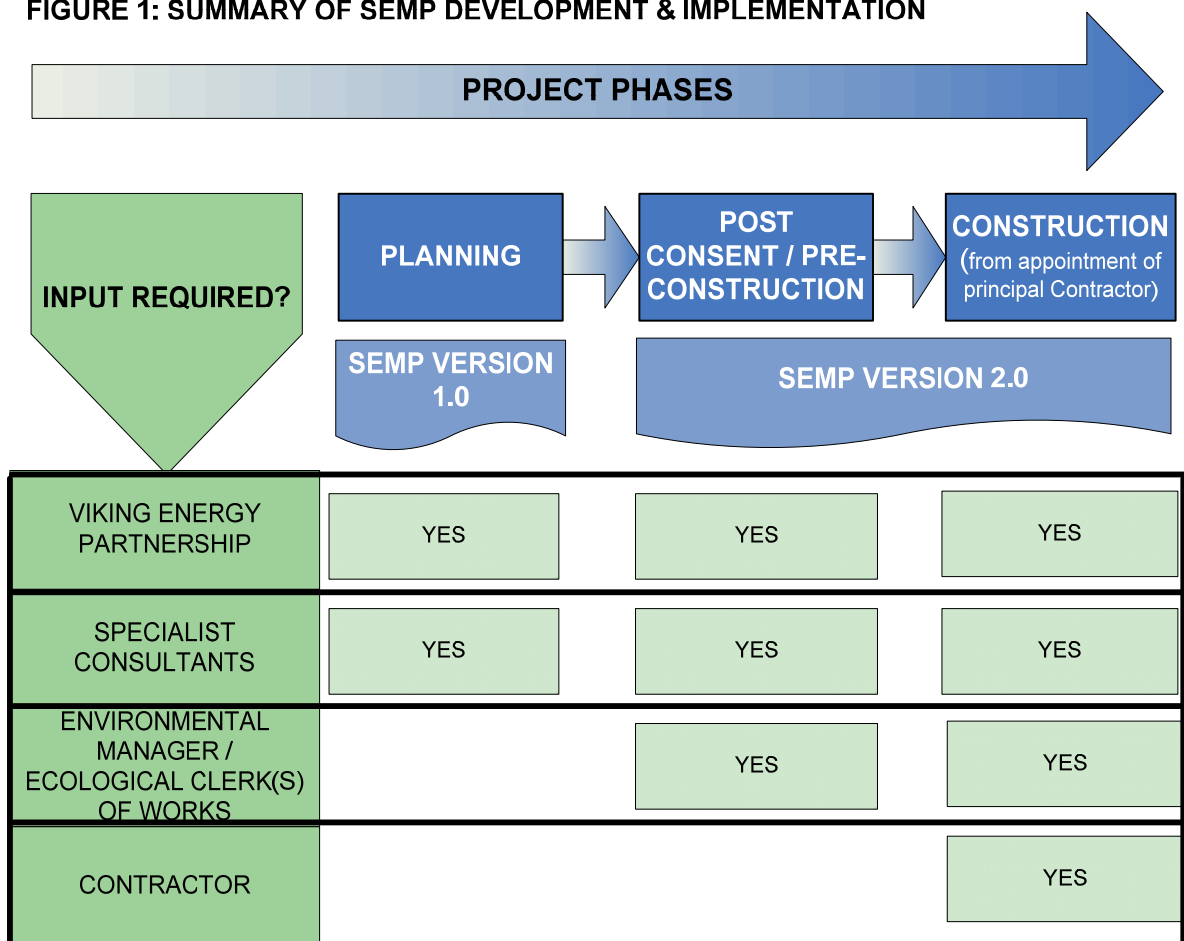 FIGURE 1: SUMMARY OF SEMP DEVELOPMENT & IMPLEMENTATION
PROJECT PHASES
INPUT REQUIRED?
PLANNING
POST
CONSENT / PRE-
CONSTRUCTION
CONSTRUCTION
(from appointment of
principal Contractor)
SEMP VERSION
1.0
SEMP VERSION 2.0
VIKING ENERGY
PARTNERSHIP
YES
YES
YES
SPECIALIST
CONSULTANTS
YES
YES
YES
ENVIRONMENTAL
MANAGER /
ECOLOGICAL CLERK(S)
OF WORKS
YES
YES
CONTRACTOR
YES